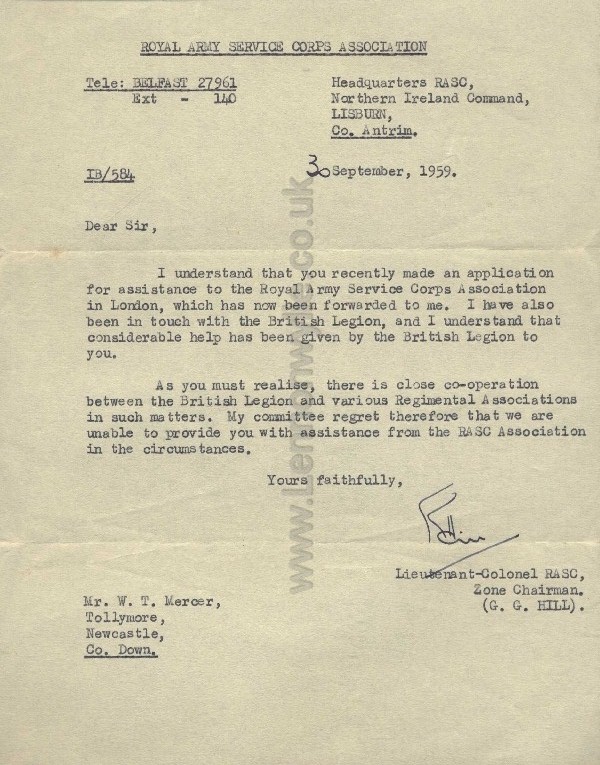 ROYAL ARMY SERVICE CORPS ASSOCIATION
Tele: BELFAST 27961
Ext - 140
Headquarters RASC,
Northern Ireland Command,
LISBURN,
Co. Antrim.
IB/584
30 September, 1959.
Dear Sir,
I understand that you recently made an application
for assistance to the Royal Army Service Corps Association
in London, which has now been forwarded to me. I have also
been in touch with the British Legion, and I understand that
considerable help has been given by the British Legion to
you.
As you must realise, there is close co-operation
between the British Legion and various Regimental Associations
in such matters. My committee regret therefore that we are
unable to provide you with assistance from the RASC Association
in the circumstances.
Yours faithfully,
Lieutenant-Colonel RASC,
Zone Chairman.
(G. G. HILL).
Mr. W. T. Mercer,
Tollymore,
Newcastle,
Co. Down.